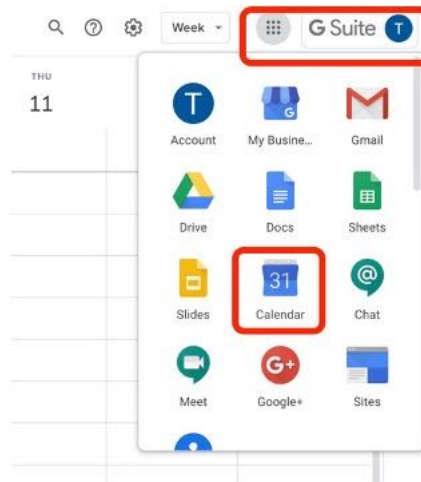 Week
G Suite
T
THU
11
T
G
Account
My Busine...
Gmail
Drive
Docs
Sheets
31
@
Slides
Calendar
Chat
G+
Meet
Google+
Sites